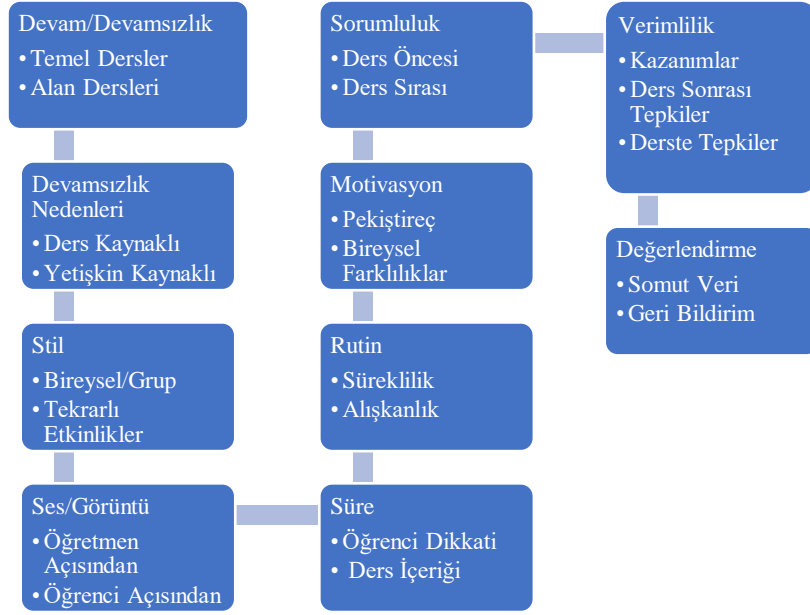 Devam/Devamsızlık
• Temel Dersler
• Alan Dersleri
Devamsızlık
Nedenleri
• Ders Kaynaklı
• Yetişkin Kaynaklı
Stil
• Bireysel/Grup
• Tekrarlı
Etkinlikler
Ses/Görüntü
• Öğretmen
Açısından
• Öğrenci Açısından
Süre
• Öğrenci Dikkati
• Ders İçeriği
Rutin
• Süreklilik
• Alışkanlık
Motivasyon
• Pekiştireç
• Bireysel
Farklılıklar
Sorumluluk
• Ders Öncesi
• Ders Sırası
Verimlilik
• Kazanımlar
• Ders Sonrası
Tepkiler
• Derste Tepkiler
Değerlendirme
• Somut Veri
• Geri Bildirim